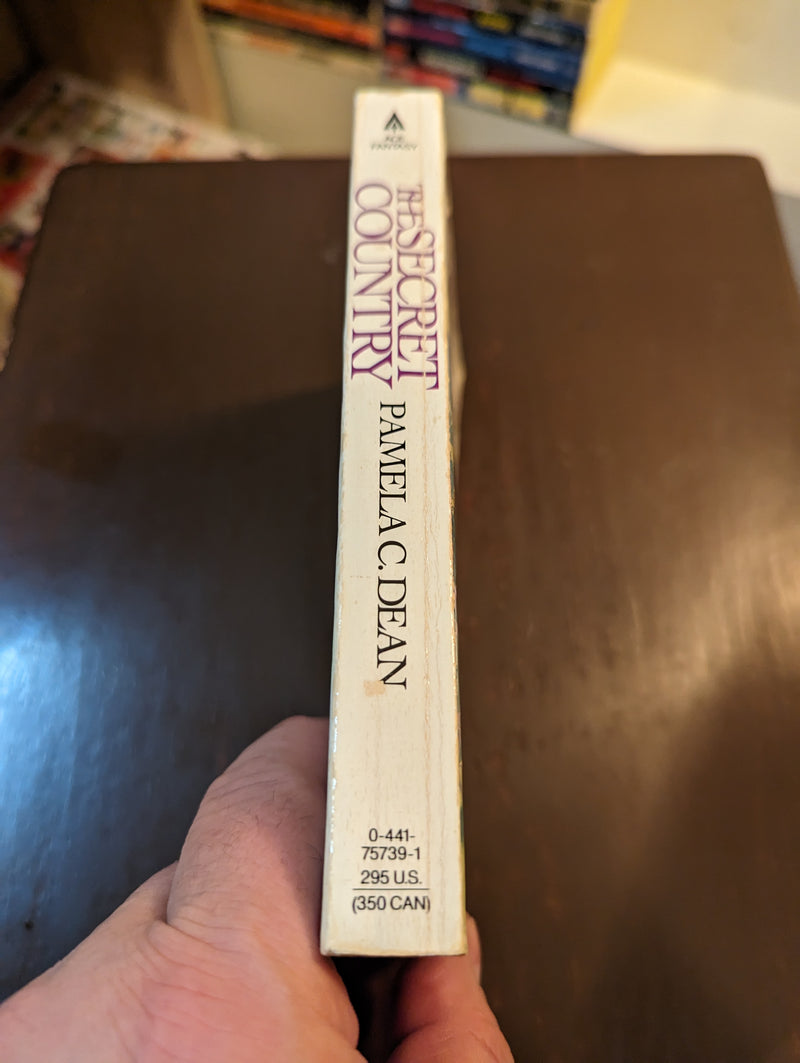 ACE
FANTASY
THE SECRET
COUNTRY
PAMELA C. DEAN
0-441-
75739-1
295 U.S.
(350 CAN)